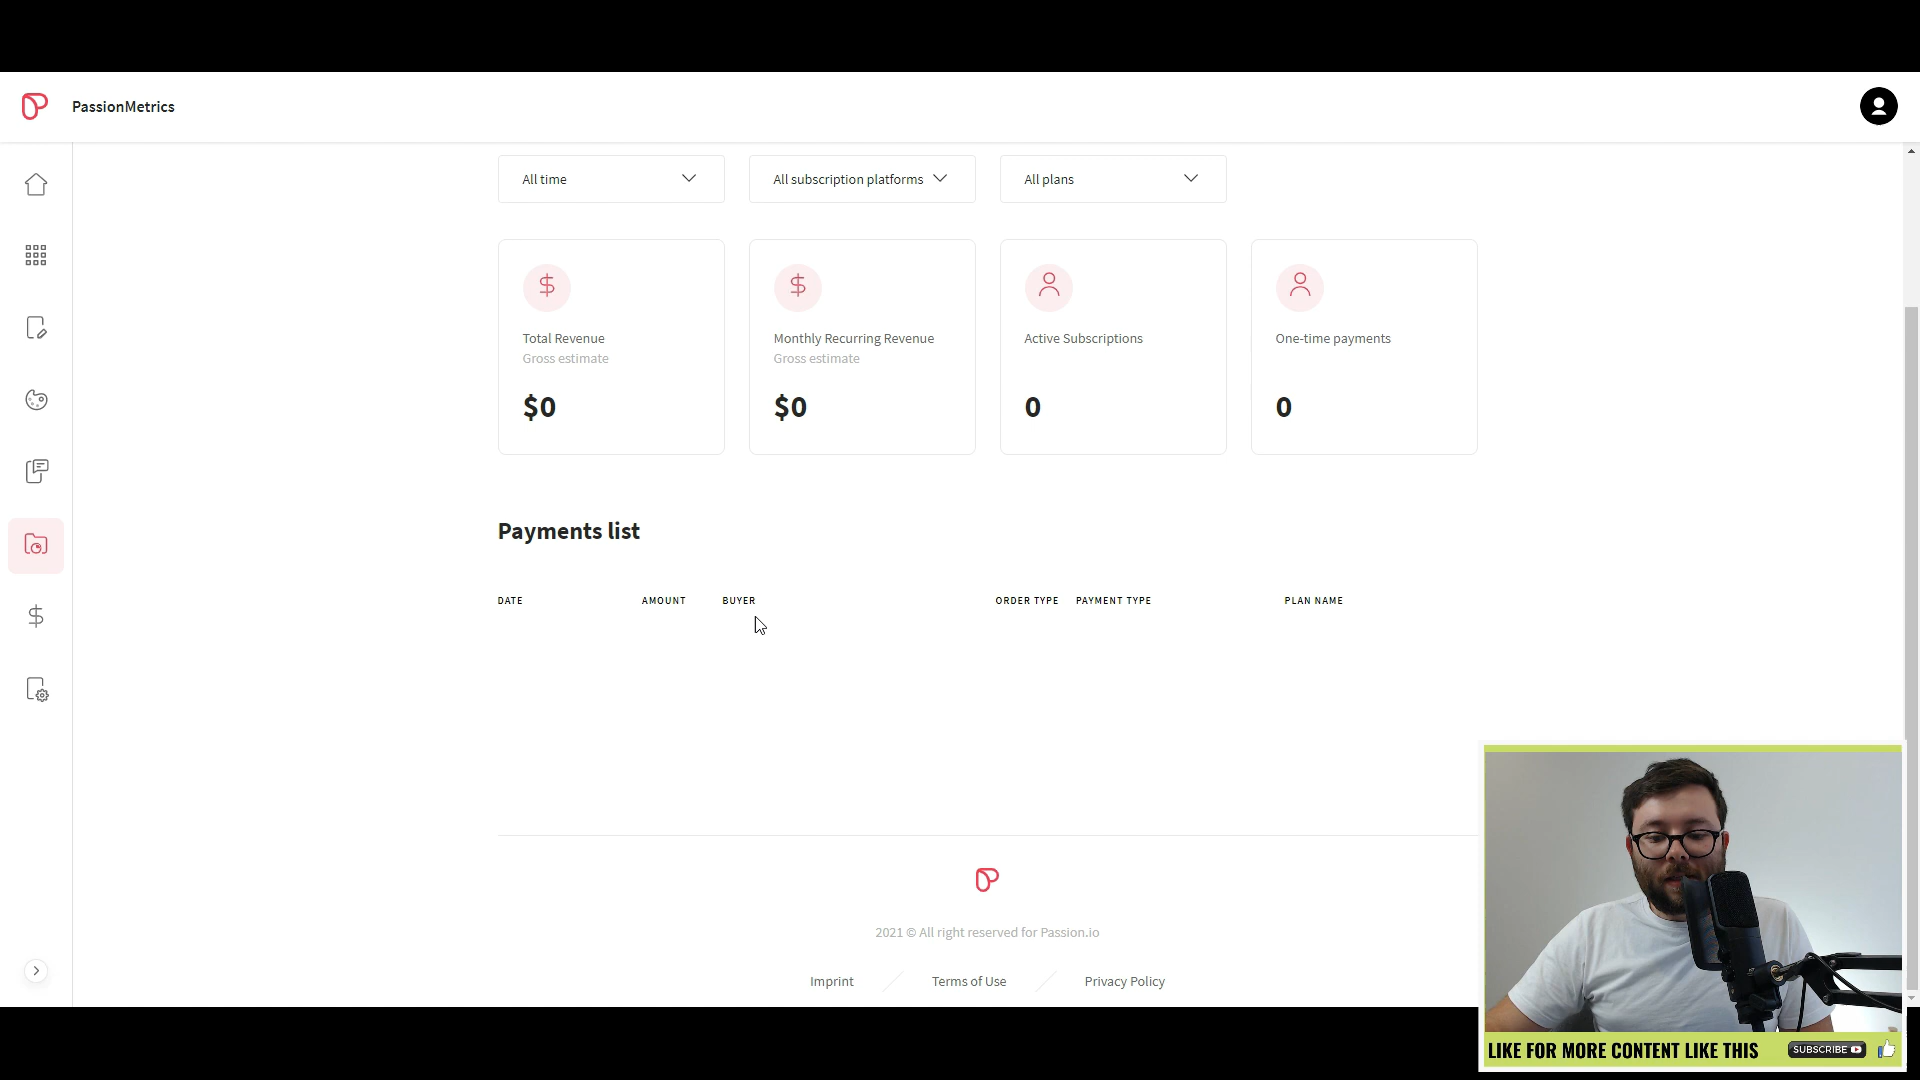 PassionMetrics
All time
All subscription platforms
All plans
Total Revenue
Gross estimate
$0
Monthly Recurring Revenue
Gross estimate
$0
Active Subscriptions
0
One-time payments
0
Payments list
DATE AMOUNT BUYER ORDER TYPE PAYMENT TYPE PLAN NAME
2021 © All right reserved for Passion.io
Imprint
Terms of Use
Privacy Policy
LIKE FOR MORE CONTENT LIKE THIS
SUBSCRIBE